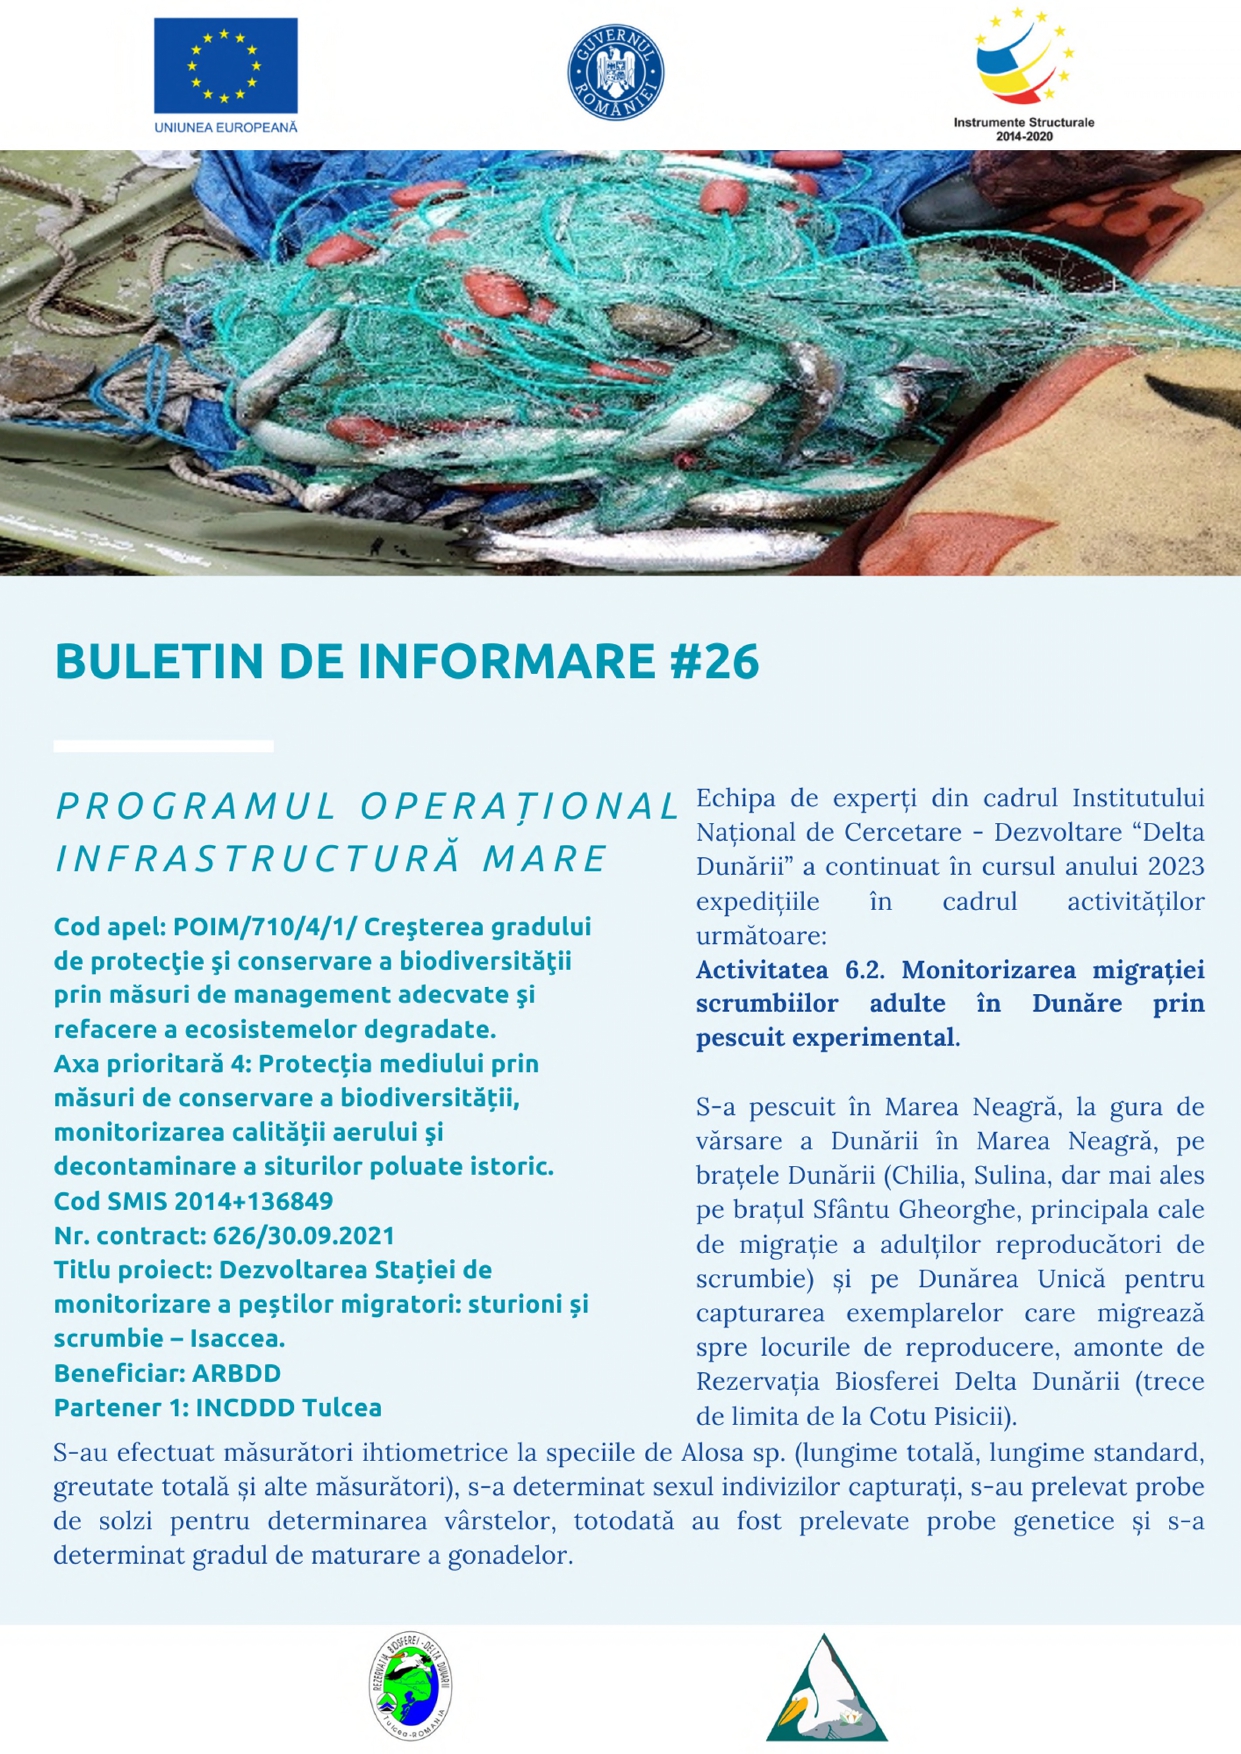 UNIUNEA EUROPEANĂ
GUVERNUL ROMÂNIEI
Instrumente Structurale
2014-2020
BULETIN DE INFORMARE #26
PROGRAMUL OPERAȚIONAL
INFRASTRUCTURĂ MARE
Cod apel: POIM/710/4/1/ Creşterea gradului
de protecţie şi conservare a biodiversităţii
prin măsuri de management adecvate şi
refacere a ecosistemelor degradate.
Axa prioritară 4: Protecția mediului prin
măsuri de conservare a biodiversității,
monitorizarea calității aerului şi
decontaminare a siturilor poluate istoric.
Cod SMIS 2014+136849
Nr. contract: 626/30.09.2021
Titlu proiect: Dezvoltarea Stației de
monitorizare a peștilor migratori: sturioni și
scrumbie – Isaccea.
Beneficiar: ARBDD
Partener 1: INCDDD Tulcea
Echipa de experți din cadrul Institutului
Național de Cercetare - Dezvoltare “Delta
Dunării” a continuat în cursul anului 2023
expedițiile în cadrul activităților
următoare:
Activitatea 6.2. Monitorizarea migrației
scrumbiilor adulte în Dunăre prin
pescuit experimental.
S-a pescuit în Marea Neagră, la gura de
vărsare a Dunării în Marea Neagră, pe
brațele Dunării (Chilia, Sulina, dar mai ales
pe brațul Sfântu Gheorghe, principala cale
de migrație a adulților reproducători de
scrumbie) și pe Dunărea Unică pentru
capturarea exemplarelor care migrează
spre locurile de reproducere, amonte de
Rezervația Biosferei Delta Dunării (trece
de limita de la Cotu Pisicii).
S-au efectuat măsurători ihtiometrice la speciile de Alosa sp. (lungime totală, lungime standard,
greutate totală și alte măsurători), s-a determinat sexul indivizilor capturați, s-au prelevat probe
de solzi pentru determinarea vârstelor, totodată au fost prelevate probe genetice și s-a
determinat gradul de maturare a gonadelor.
REZERVAȚIA BIOSFEREI - DELTA DUNĂRII
Tulcea-ROMÂNIA